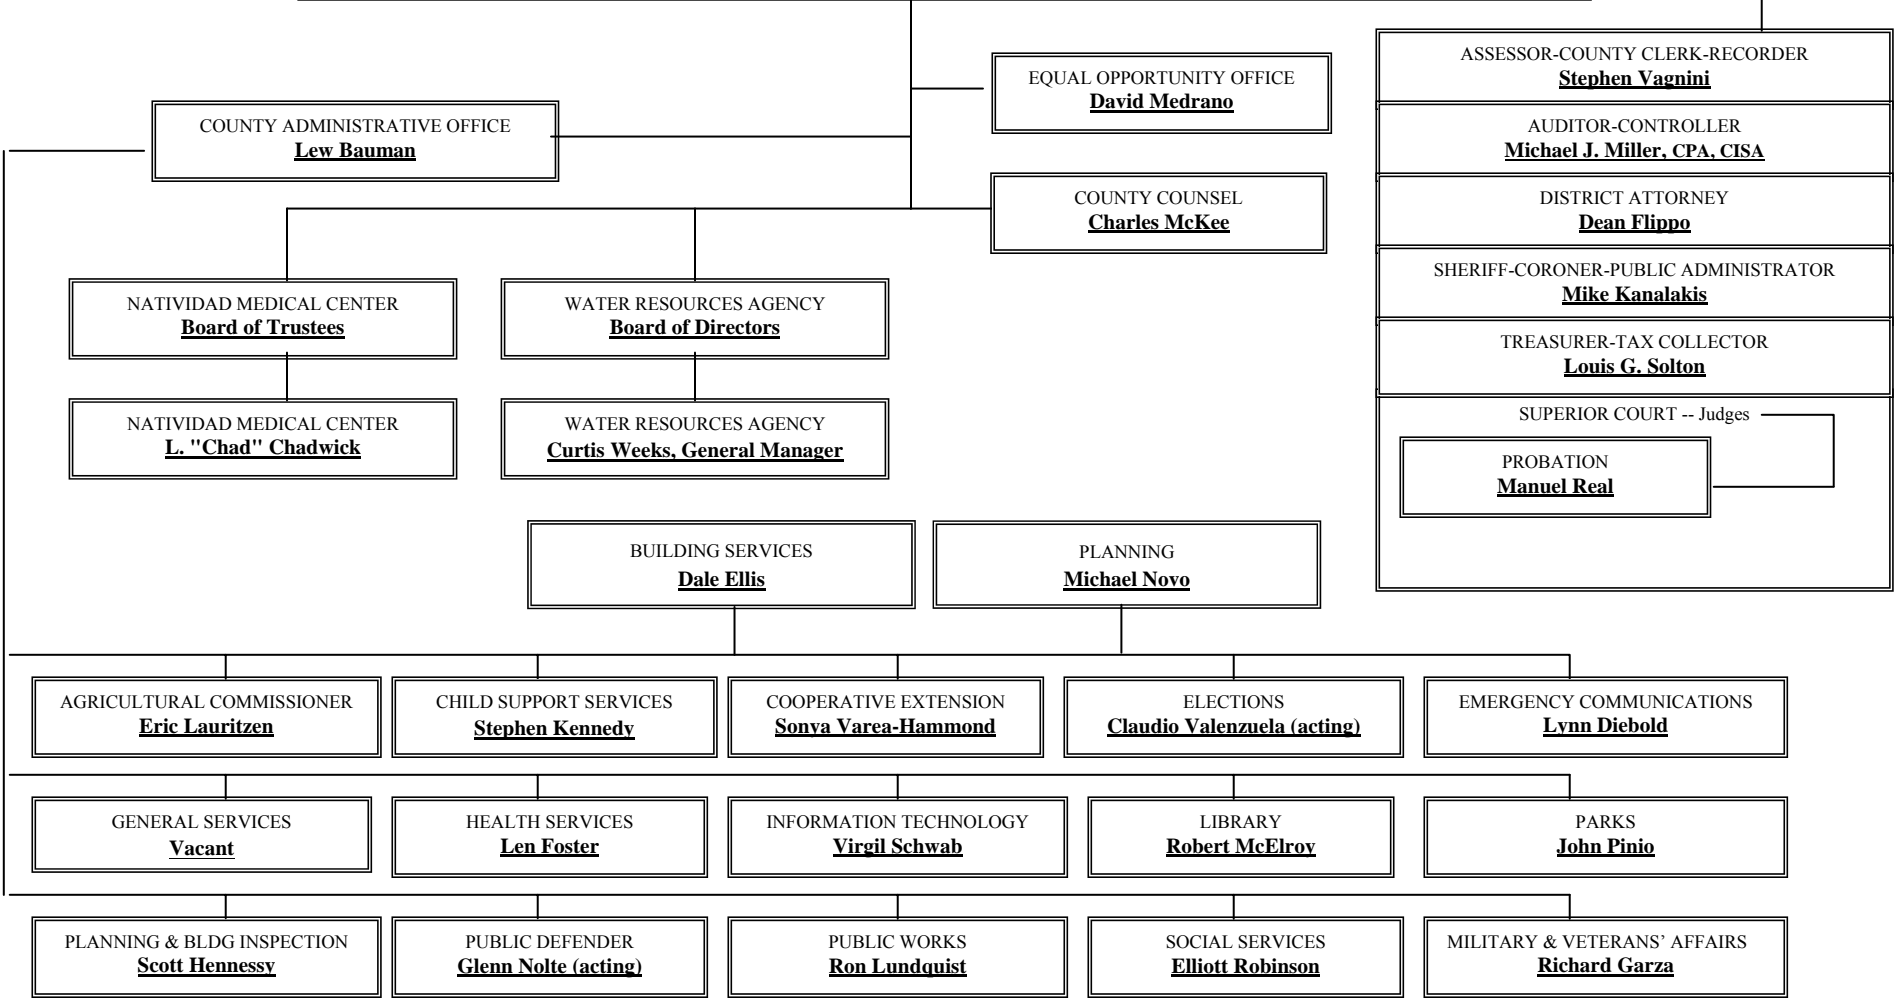 EQUAL OPPORTUNITY OFFICE
David Medrano
COUNTY ADMINISTRATIVE OFFICE
Lew Bauman
COUNTY COUNSEL
Charles McKee
ASSESSOR-COUNTY CLERK-RECORDER
Stephen Vagnini
AUDITOR-CONTROLLER
Michael J. Miller, CPA, CISA
DISTRICT ATTORNEY
Dean Flippo
SHERIFF-CORONER-PUBLIC ADMINISTRATOR
Mike Kanalakis
TREASURER-TAX COLLECTOR
Louis G. Solton
SUPERIOR COURT -- Judges
PROBATION
Manuel Real
NATIVIDAD MEDICAL CENTER
Board of Trustees
WATER RESOURCES AGENCY
Board of Directors
NATIVIDAD MEDICAL CENTER
L. "Chad" Chadwick
WATER RESOURCES AGENCY
Curtis Weeks, General Manager
BUILDING SERVICES
Dale Ellis
PLANNING
Michael Novo
AGRICULTURAL COMMISSIONER
Eric Lauritzen
CHILD SUPPORT SERVICES
Stephen Kennedy
COOPERATIVE EXTENSION
Sonya Varea-Hammond
ELECTIONS
Claudio Valenzuela (acting)
EMERGENCY COMMUNICATIONS
Lynn Diebold
GENERAL SERVICES
Vacant
HEALTH SERVICES
Len Foster
INFORMATION TECHNOLOGY
Virgil Schwab
LIBRARY
Robert McElroy
PARKS
John Pinio
PLANNING & BLDG INSPECTION
Scott Hennessy
PUBLIC DEFENDER
Glenn Nolte (acting)
PUBLIC WORKS
Ron Lundquist
SOCIAL SERVICES
Elliott Robinson
MILITARY & VETERANS’ AFFAIRS
Richard Garza